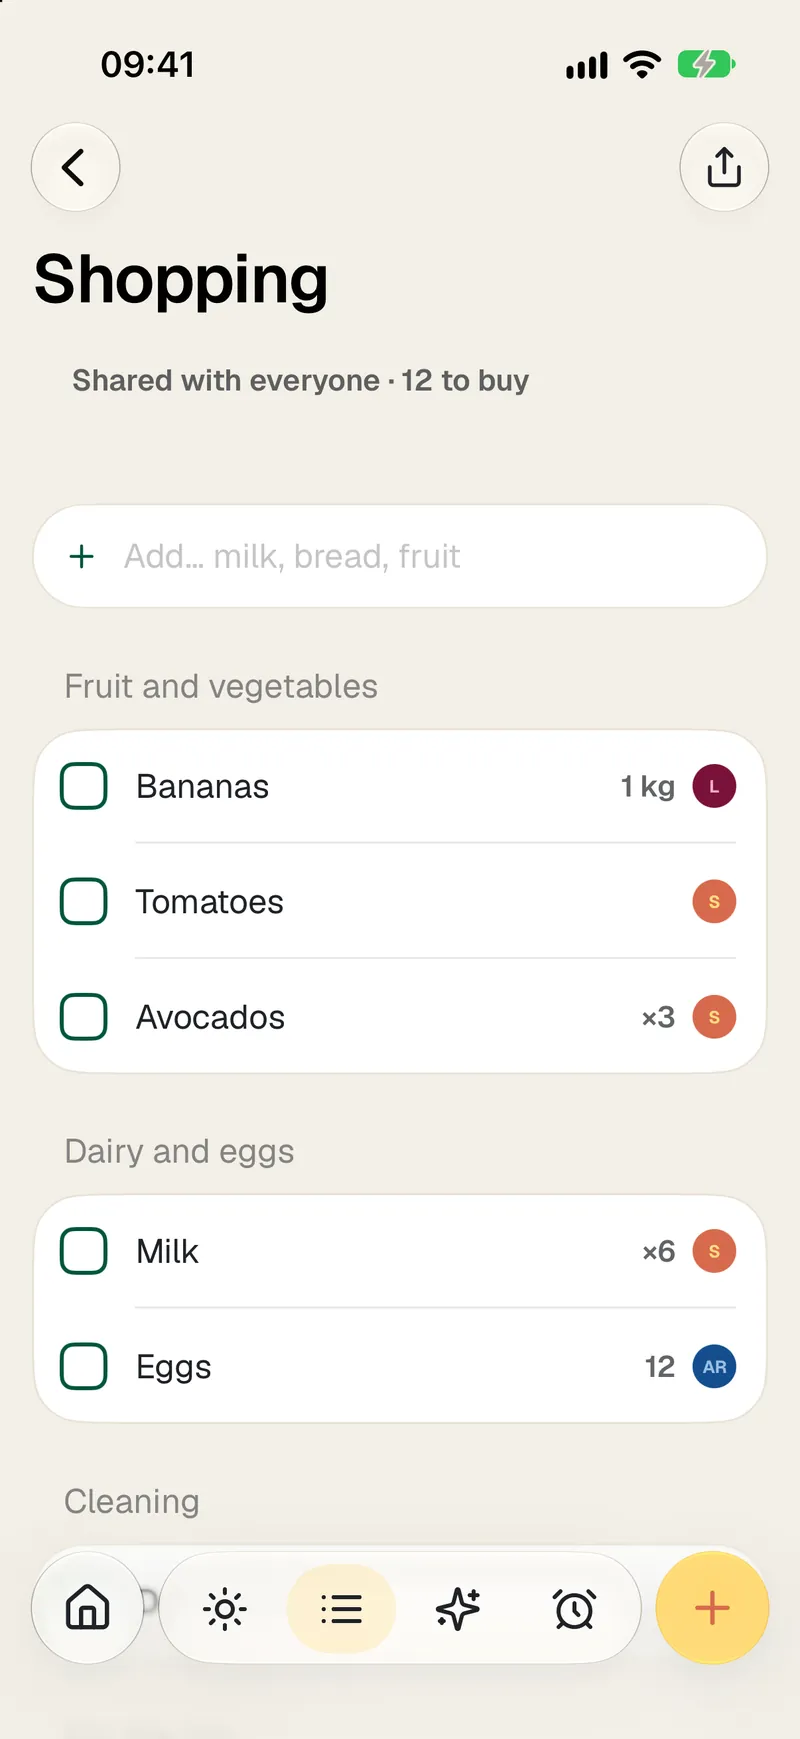 09:41
Shopping
Shared with everyone · 12 to buy
Add... milk, bread, fruit
Fruit and vegetables
Bananas 1 kg L
Tomatoes S
Avocados ×3 S
Dairy and eggs
Milk ×6 S
Eggs 12 AR
Cleaning